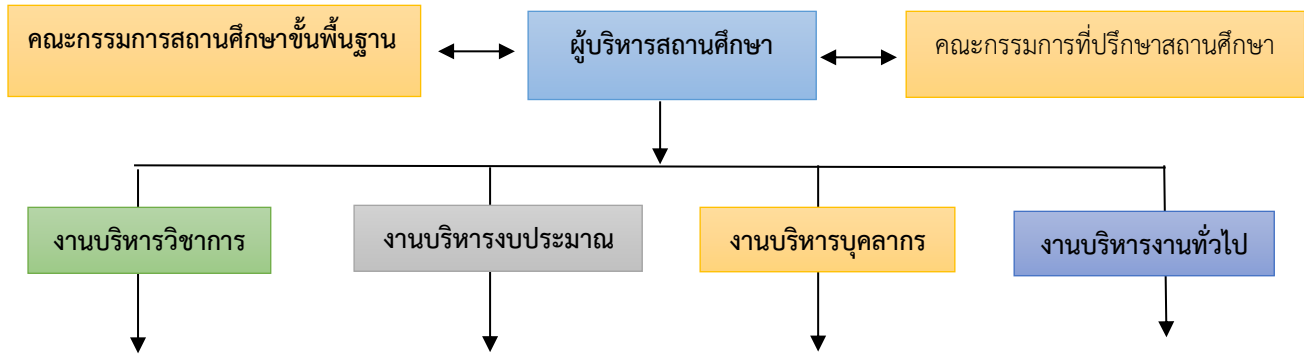 คณะกรรมการสถานศึกษาขั้นพื้นฐาน
ผู้บริหารสถานศึกษา
คณะกรรมการที่ปรึกษาสถานศึกษา
งานบริหารวิชาการ
งานบริหารงบประมาณ
งานบริหารบุคลากร
งานบริหารงานทั่วไป